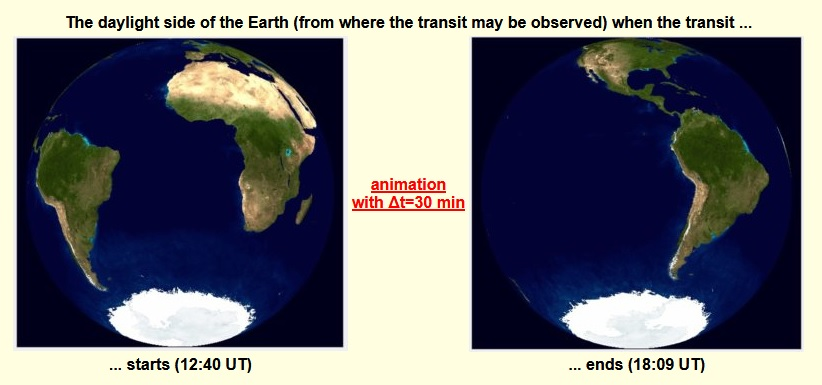 The daylight side of the Earth (from where the transit may be observed) when the transit ...
animation
with Δt=30 min
... starts (12:40 UT)
... ends (18:09 UT)